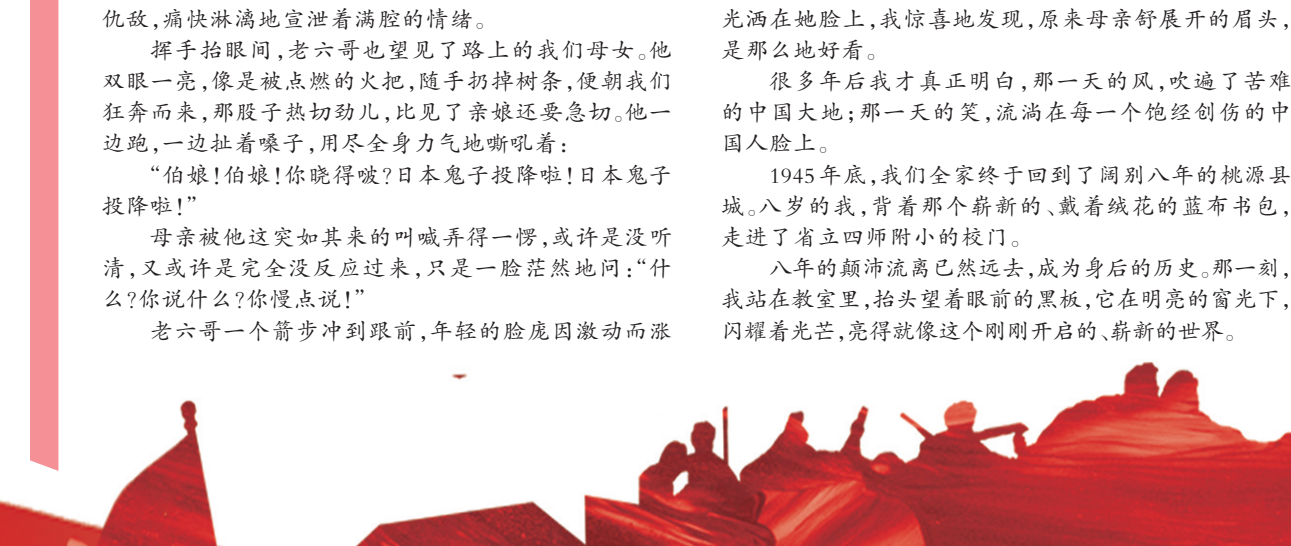 仇敌,痛快淋漓地宣泄着满腔的情绪。
挥手抬眼间,老六哥也望见了路上的我们母女。他
双眼一亮,像是被点燃的火把,随手扔掉树条,便朝我们
狂奔而来,那股子热切劲儿,比见了亲娘还要急切。他一
边跑,一边扯着嗓子,用尽全身力气地嘶吼着:
“伯娘!伯娘!你晓得啵?日本鬼子投降啦!日本鬼子
投降啦!”
母亲被他这突如其来的叫喊弄得一愣,或许是没听
清,又或许是完全没反应过来,只是一脸茫然地问:“什
么?你说什么?你慢点说!”
老六哥一个箭步冲到跟前,年轻的脸庞因激动而涨
光洒在她脸上,我惊喜地发现,原来母亲舒展开的眉头,
是那么地好看。
很多年后我才真正明白,那一天的风,吹遍了苦难
的中国大地;那一天的笑,流淌在每一个饱经创伤的中
国人脸上。
1945年底,我们全家终于回到了阔别八年的桃源县
城。八岁的我,背着那个崭新的、戴着绒花的蓝布书包,
走进了省立四师附小的校门。
八年的颠沛流离已然远去,成为身后的历史。那一刻,
我站在教室里,抬头望着眼前的黑板,它在明亮的窗光下,
闪耀着光芒,亮得就像这个刚刚开启的、崭新的世界。